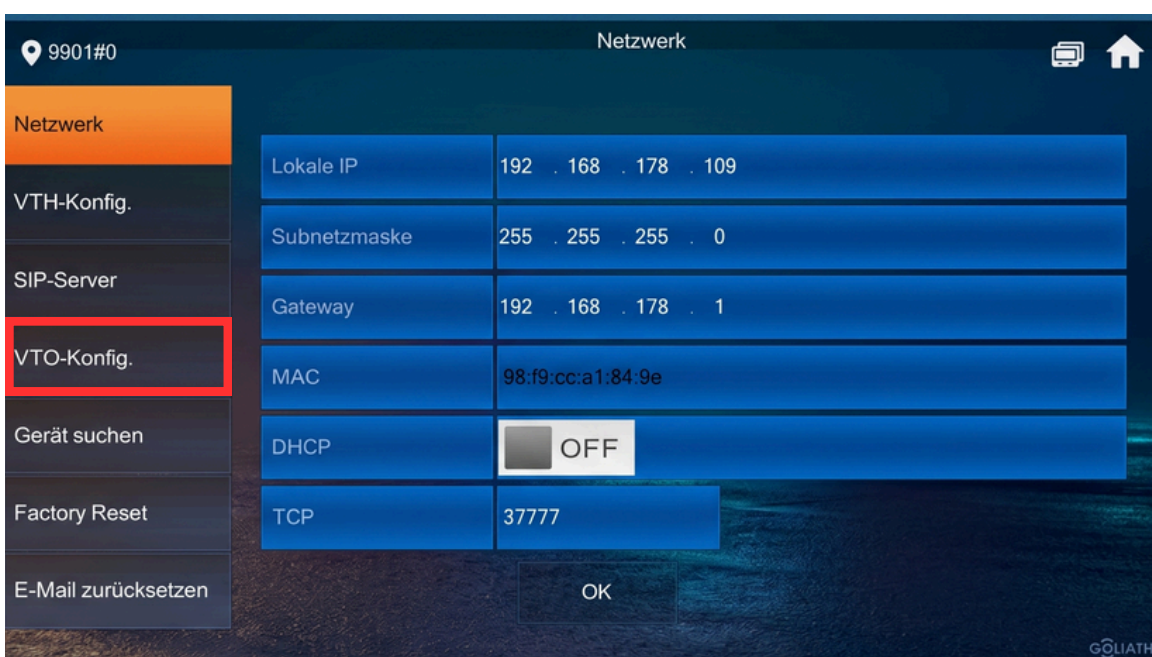 9901#0
Netzwerk
Netzwerk
VTH-Konfig.
SIP-Server
VTO-Konfig.
Gerät suchen
Factory Reset
E-Mail zurücksetzen
Lokale IP 192 . 168 . 178 . 109
Subnetzmaske 255 . 255 . 255 . 0
Gateway 192 . 168 . 178 . 1
MAC 98:f9:cc:a1:84:9e
DHCP OFF
TCP 37777
OK
GOLIATH